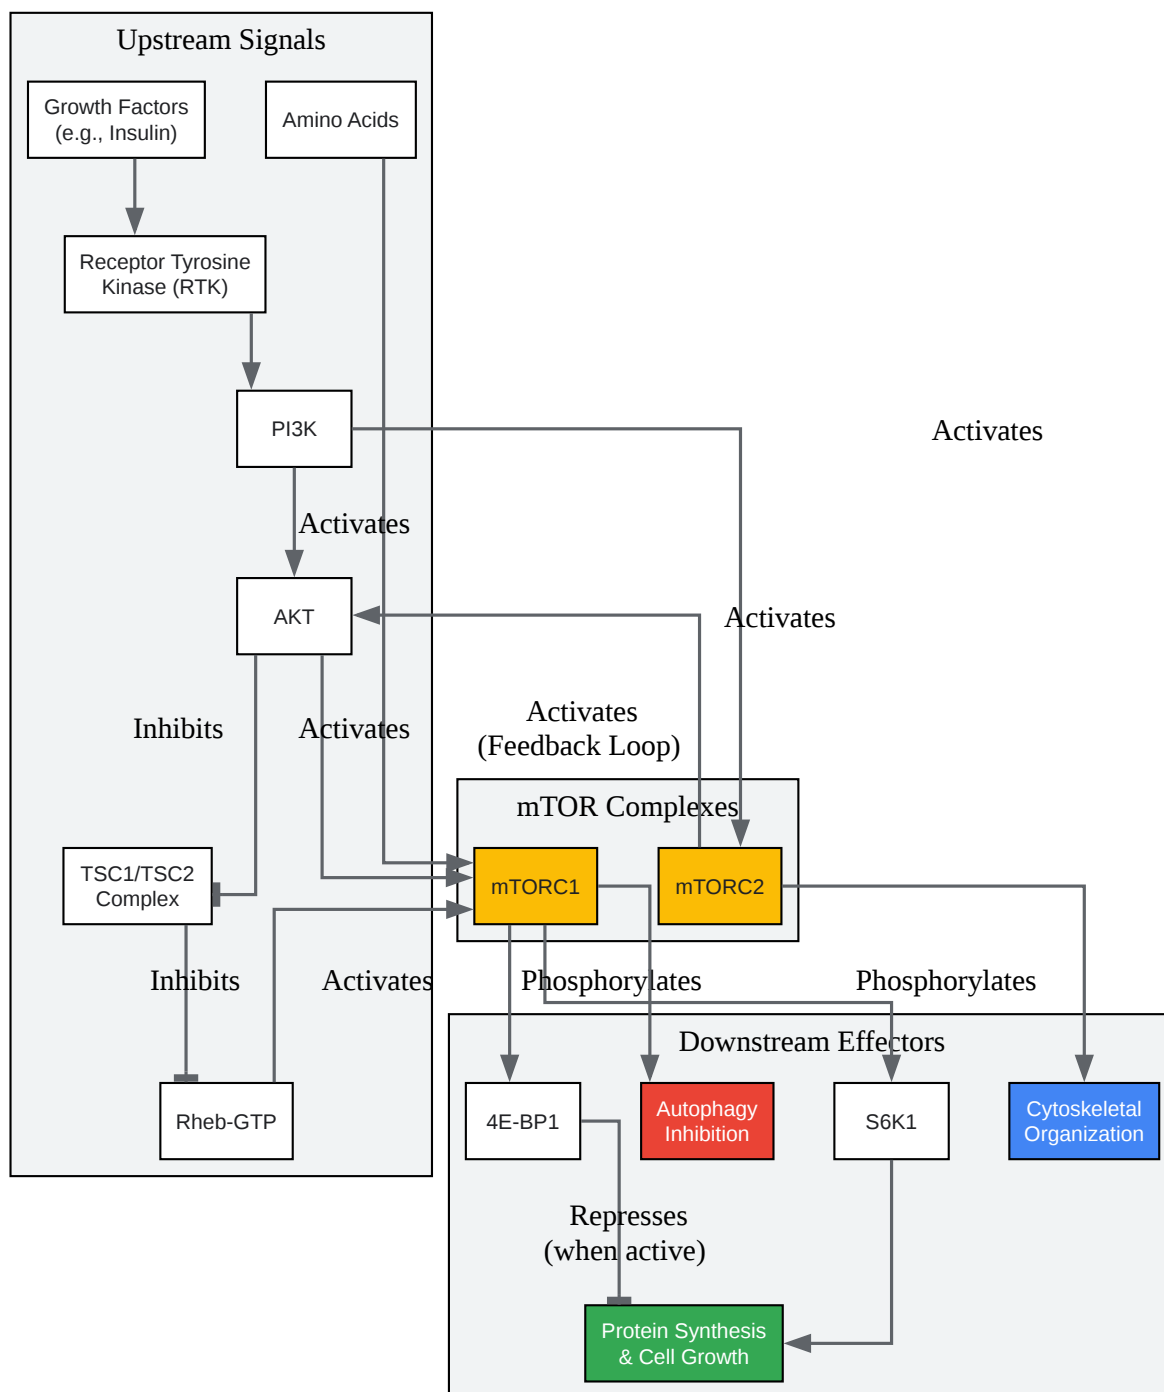 Upstream Signals
Growth Factors
(e.g., Insulin)
Amino Acids
Receptor Tyrosine
Kinase (RTK)
PI3K
Activates
Activates
AKT
Activates
Inhibits
Activates
Activates
(Feedback Loop)
mTOR Complexes
TSC1/TSC2
Complex
mTORC1
mTORC2
Inhibits
Activates
Phosphorylates
Phosphorylates
Downstream Effectors
Rheb-GTP
4E-BP1
Autophagy
Inhibition
S6K1
Cytoskeletal
Organization
Represses
(when active)
Protein Synthesis
& Cell Growth